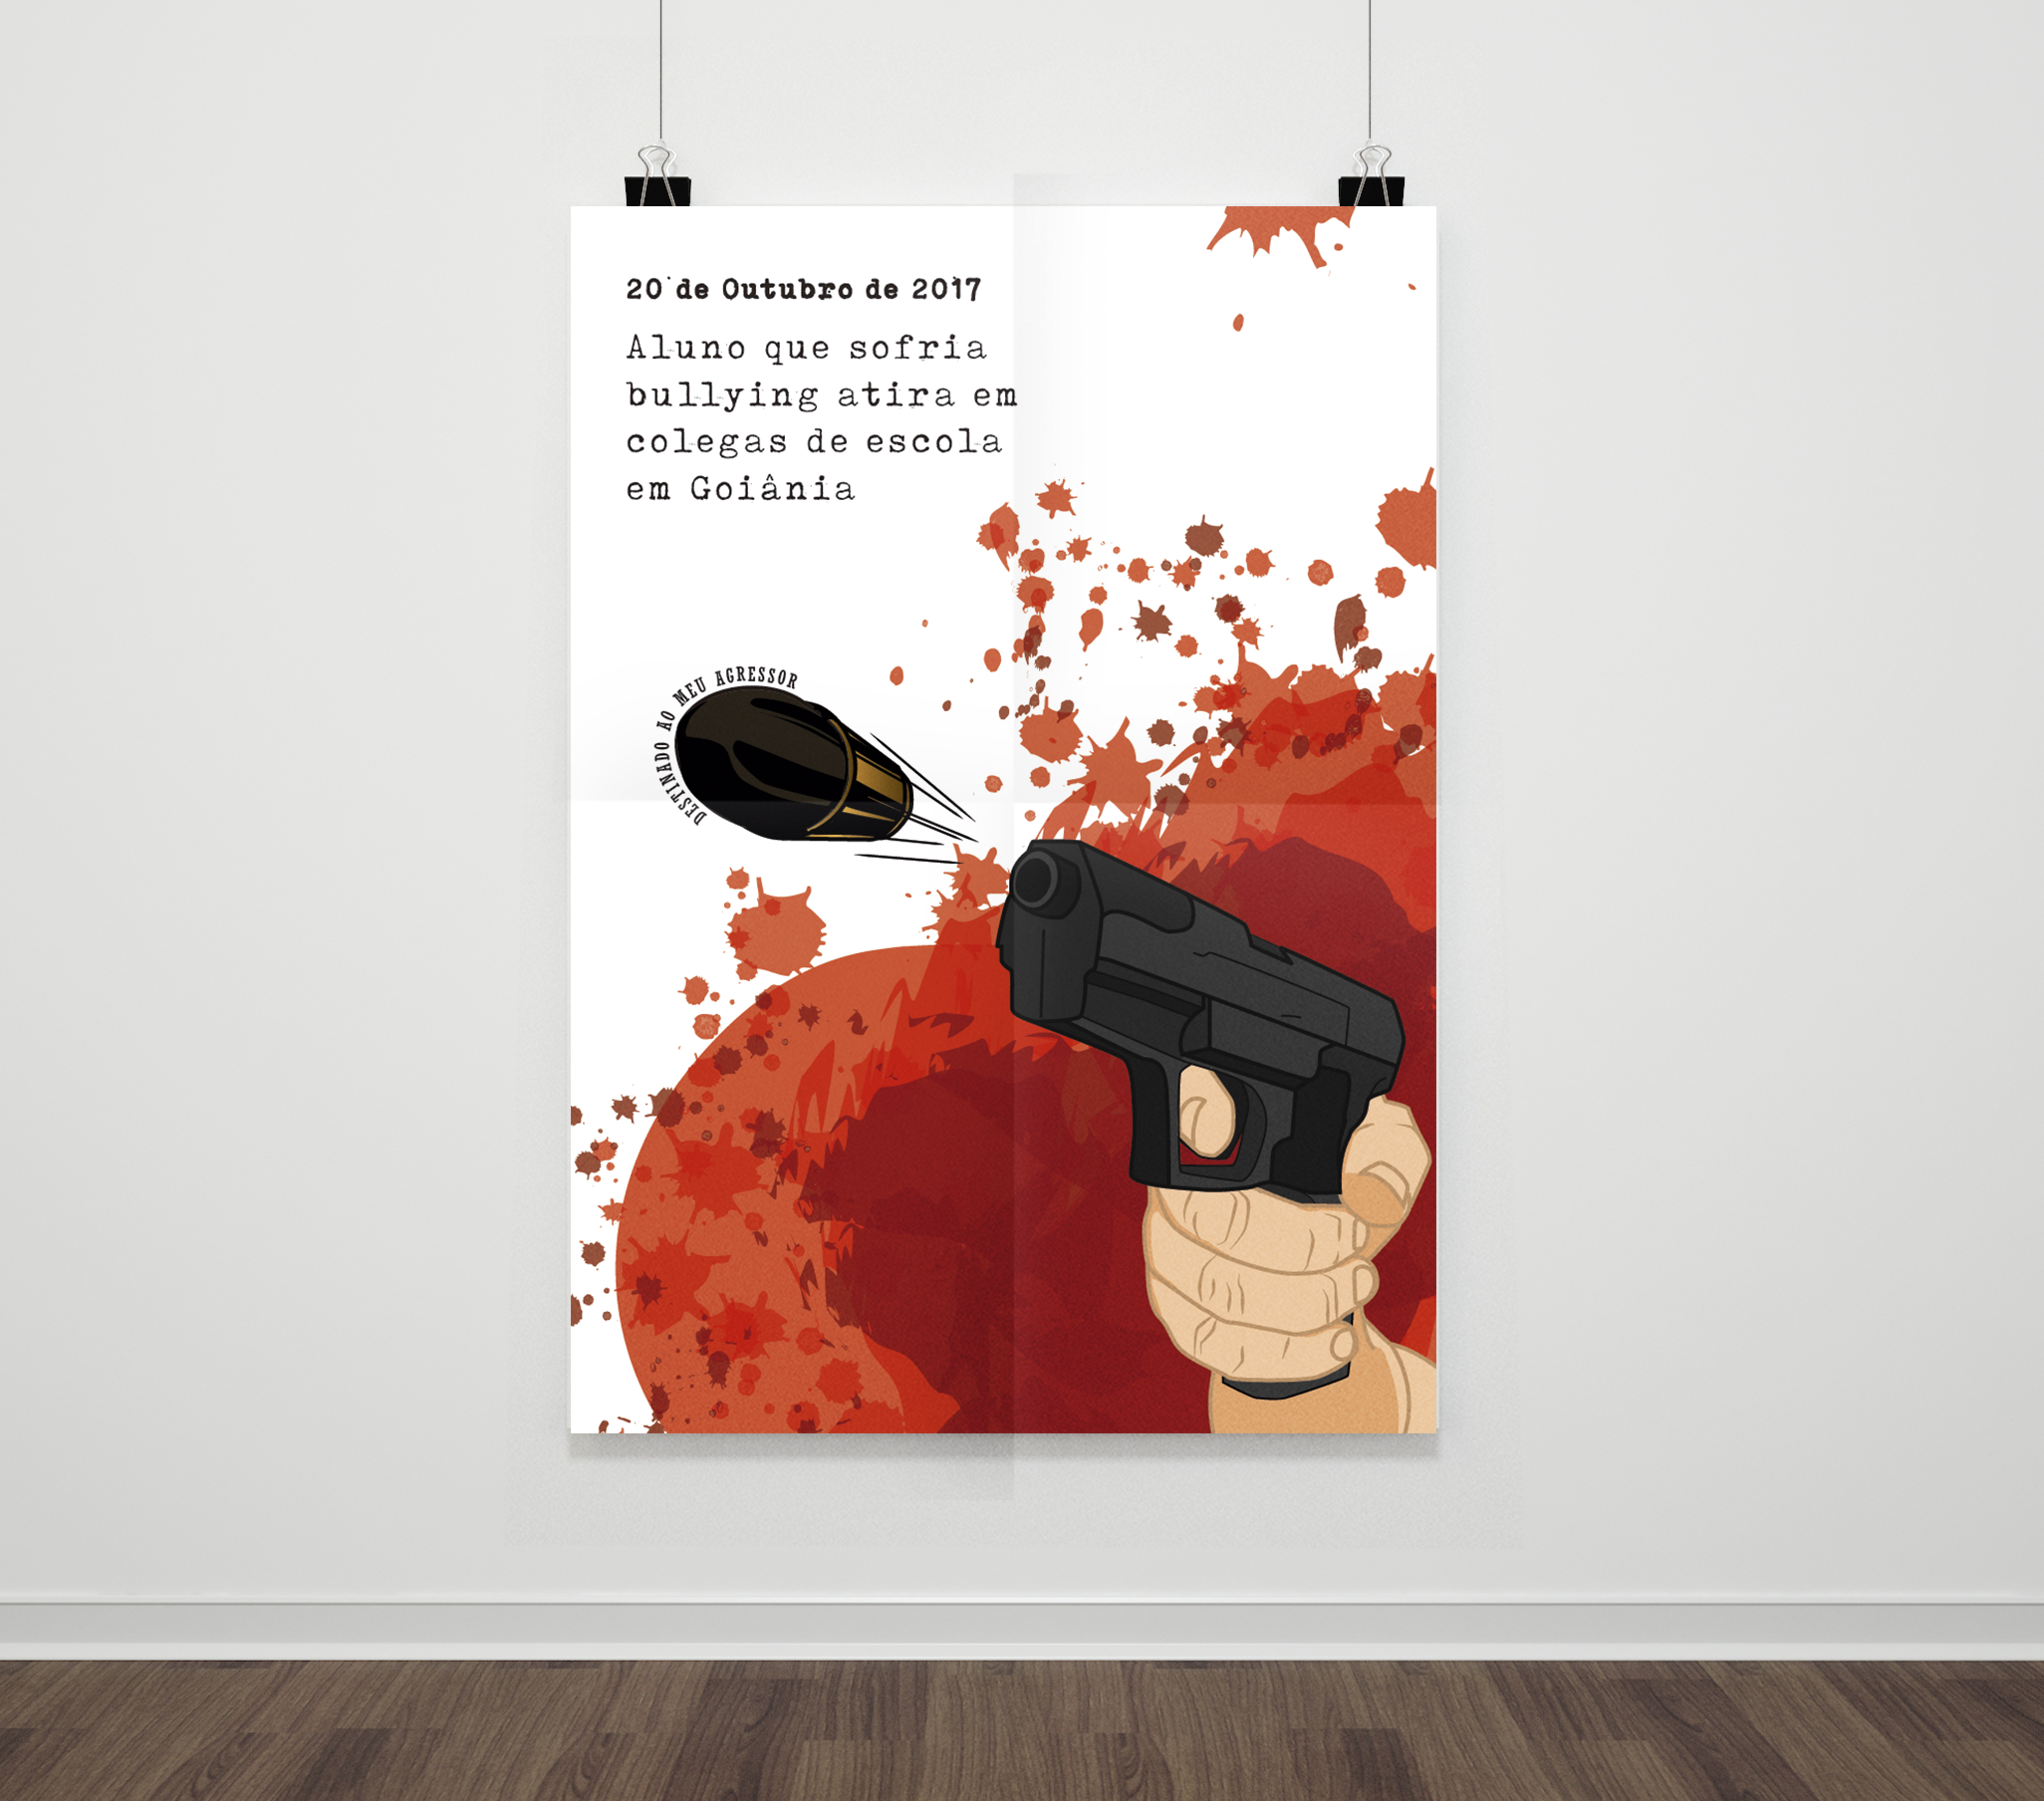 20 de Outubro de 2017
Aluno que sofria
bullying atira em
colegas de escola
em Goiânia
DESTINADO AO MEU AGRESSOR